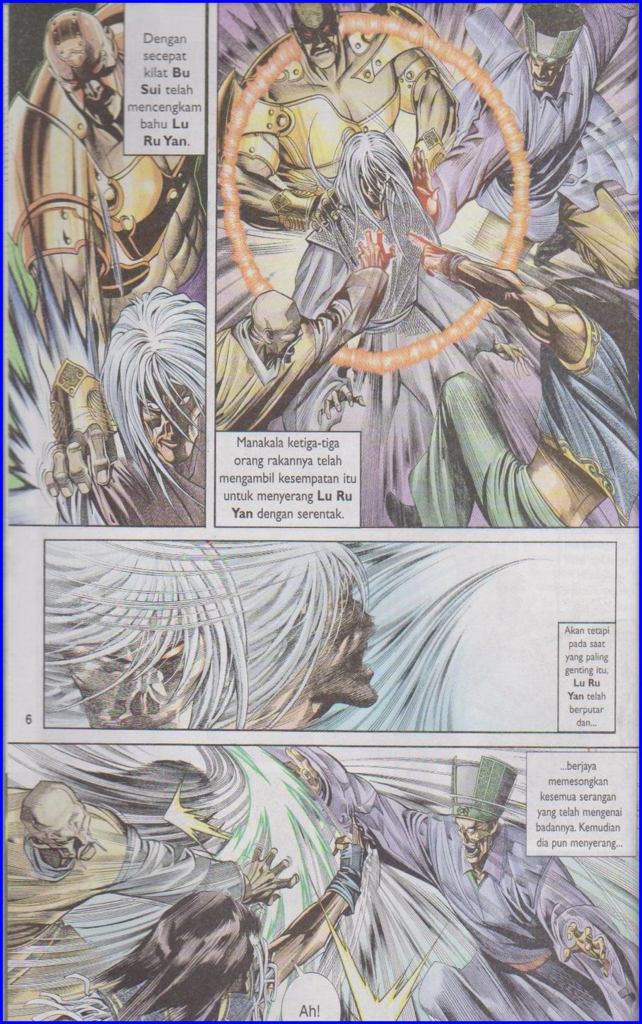 Dengan
secepat
kilat Bu
Sui telah
mencengkam
bahu Lu
Ru Yan.
Manakala ketiga-tiga
orang rakannya telah
mengambil kesempatan itu
untuk menyerang Lu Ru
Yan dengan serentak.
Akan tetapi
pada saat
yang paling
genting itu,
Lu Ru
Yan telah
berputar
dan...
6
...berjaya
memesongkan
kesemua serangan
yang telah mengenai
badannya. Kemudian
dia pun menyerang...
Ah!